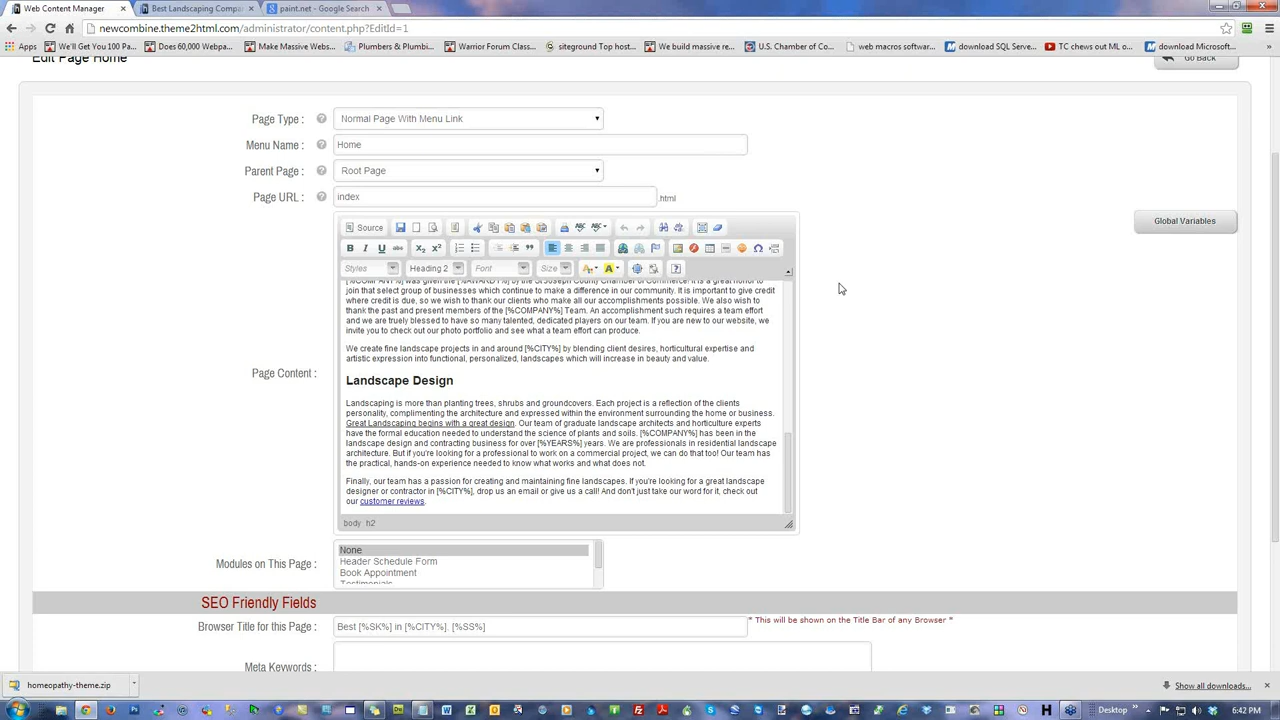 Web Content Manager × Best Landscaping Compa × paint.net - Google Search ×
newcombine.theme2html.com/administrator/content.php?EditId=1
Apps We'll Get You 100 Pa... Does 60,000 Webpa... Make Massive Webs... Plumbers & Plumbin... Warrior Forum Class... siteground Top host... We build massive re... U.S. Chamber of Co... web macros softwar... download SQL Serve... TC chews out ML o... download Microsoft...
Edit Page Home
Go Back
Page Type : Normal Page With Menu Link
Menu Name : Home
Parent Page : Root Page
Page URL : index .html
Global Variables
Source
Styles Heading 2 Font Size
[%COMPANY%] was given the [%AWARD1%] by the St Joseph County Chamber of Commerce. It is a great honor to
join that select group of businesses which continue to make a difference in our community. It is important to give credit
where credit is due, so we wish to thank our clients who make all our accomplishments possible. We also wish to
thank the past and present members of the [%COMPANY%] Team. An accomplishment such requires a team effort
and we are truely blessed to have so many talented, dedicated players on our team. If you are new to our website, we
invite you to check out our photo portfolio and see what a team effort can produce.
We create fine landscape projects in and around [%CITY%] by blending client desires, horticultural expertise and
artistic expression into functional, personalized, landscapes which will increase in beauty and value.
Page Content :
Landscape Design
Landscaping is more than planting trees, shrubs and groundcovers. Each project is a reflection of the clients
personality, complimenting the architecture and expressed within the environment surrounding the home or business.
Great Landscaping begins with a great design. Our team of graduate landscape architects and horticulture experts
have the formal education needed to understand the science of plants and soils. [%COMPANY%] has been in the
landscape design and contracting business for over [%YEARS%] years. We are professionals in residential landscape
architecture. But if you're looking for a professional to work on a commercial project, we can do that too! Our team has
the practical, hands-on experience needed to know what works and what does not.
Finally, our team has a passion for creating and maintaining fine landscapes. If you're looking for a great landscape
designer or contractor in [%CITY%], drop us an email or give us a call! And don't just take our word for it, check out
our customer reviews.
body h2
Modules on This Page : None
Header Schedule Form
Book Appointment
Testimonials
SEO Friendly Fields
Browser Title for this Page : Best [%SK%] in [%CITY%], [%SS%] * This will be shown on the Title Bar of any Browser *
Meta Keywords :
homeopathy-theme.zip Show all downloads...
Desktop 6:42 PM